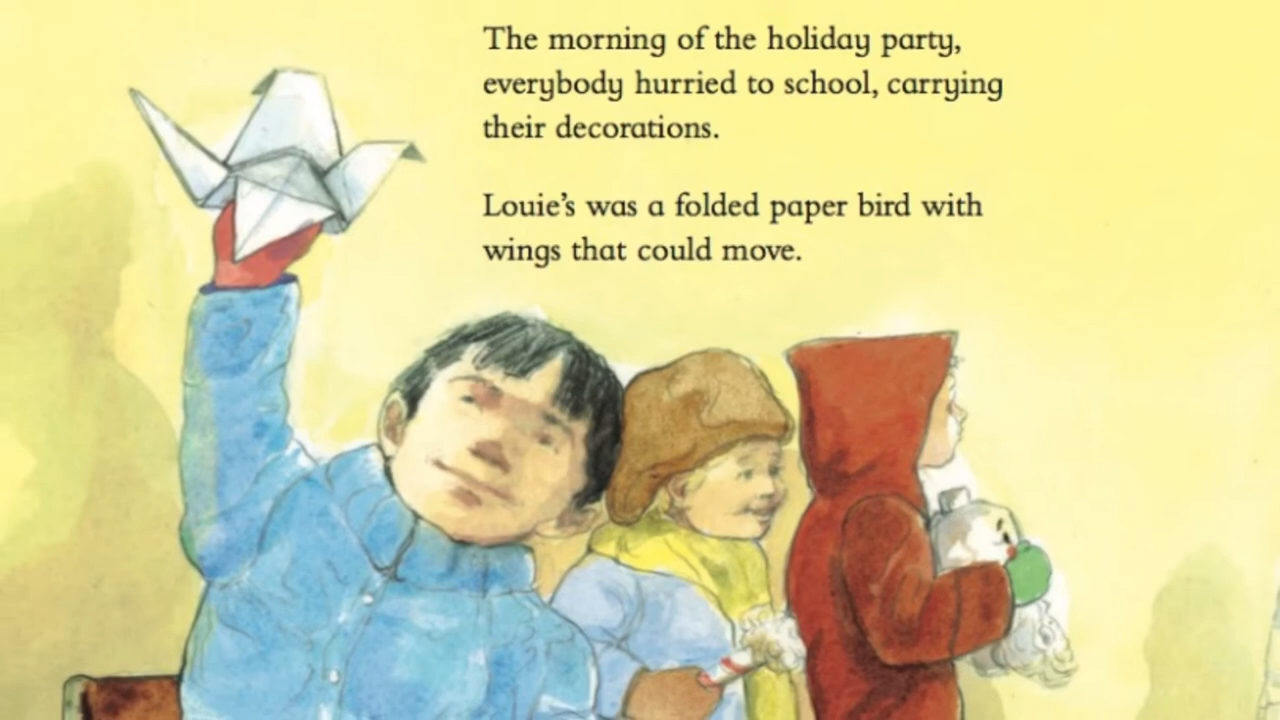 The morning of the holiday party,
everybody hurried to school, carrying
their decorations.
Louie’s was a folded paper bird with
wings that could move.